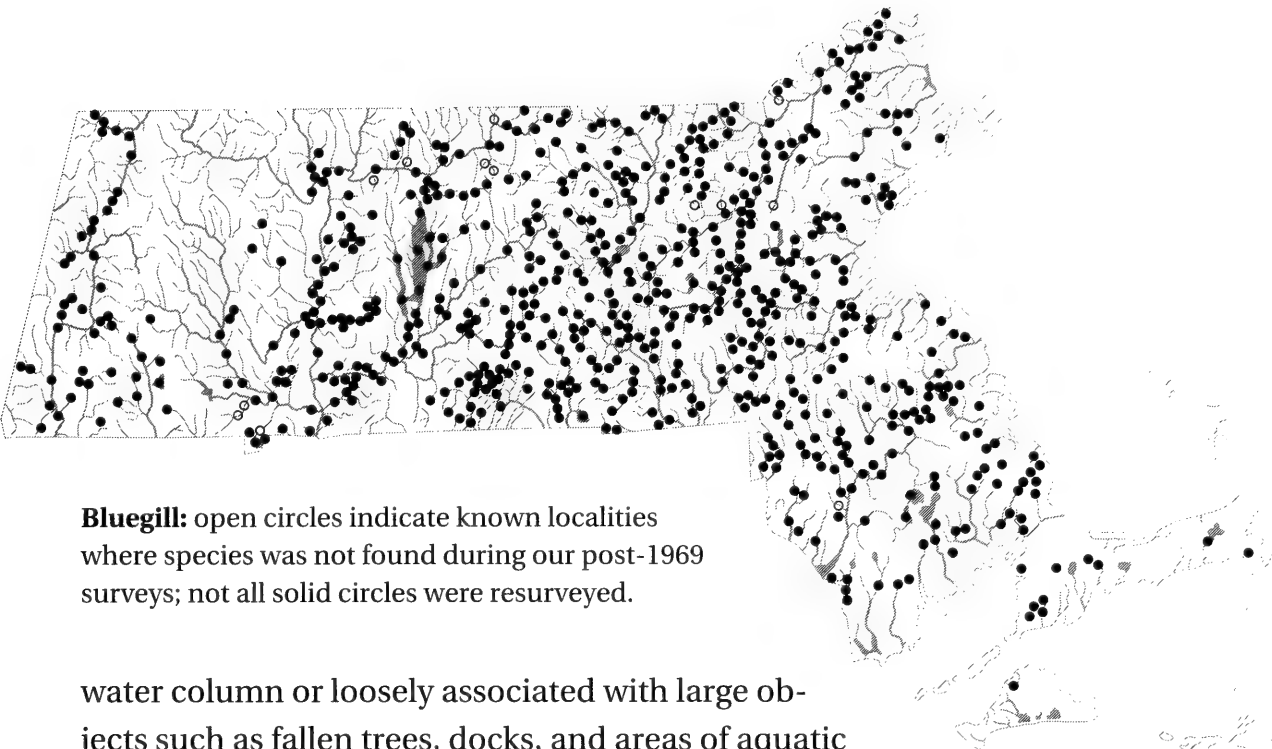 Bluegill: open circles indicate known localities
where species was not found during our post-1969
surveys; not all solid circles were resurveyed.
water column or loosely associated with large ob-
jects such as fallen trees, docks, and areas of aquatic